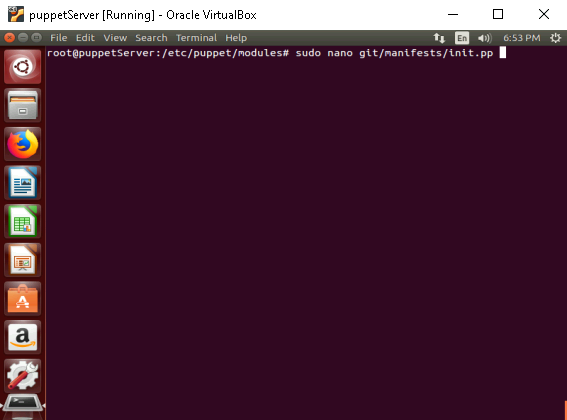 puppetServer [Running] - Oracle VirtualBox
File Edit View Search Terminal Help En 6:53 PM
root@puppetServer:/etc/puppet/modules# sudo nano git/manifests/init.pp